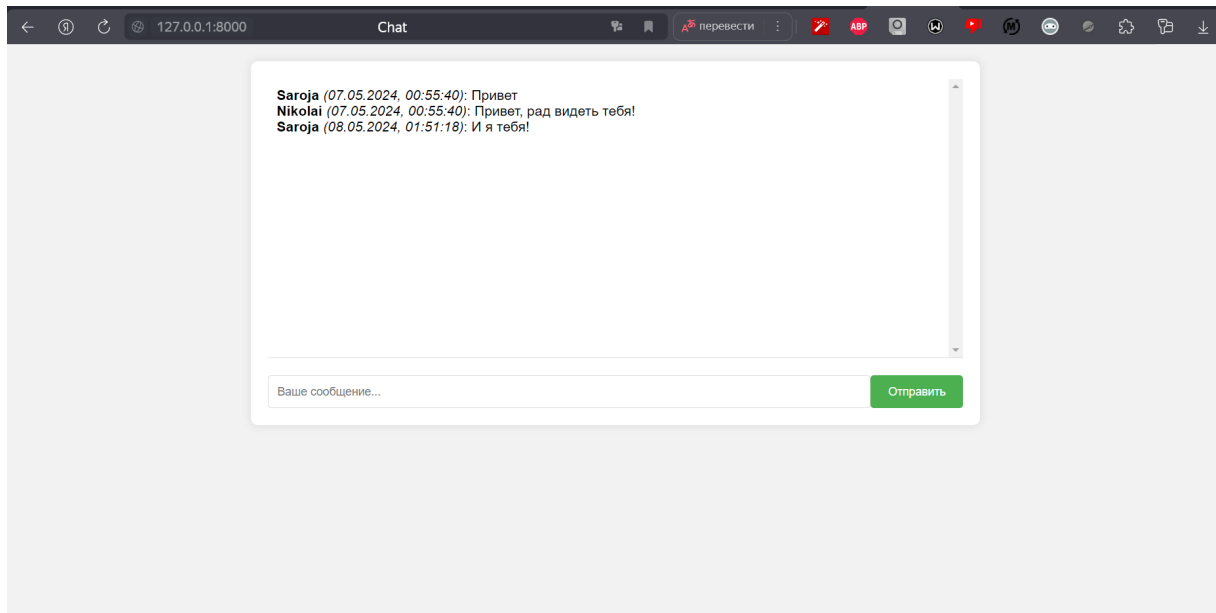 127.0.0.1:8000 Chat перевести ABP
Saroja (07.05.2024, 00:55:40): Привет
Nikolai (07.05.2024, 00:55:40): Привет, рад видеть тебя!
Saroja (08.05.2024, 01:51:18): И я тебя!
Ваше сообщение... Отправить